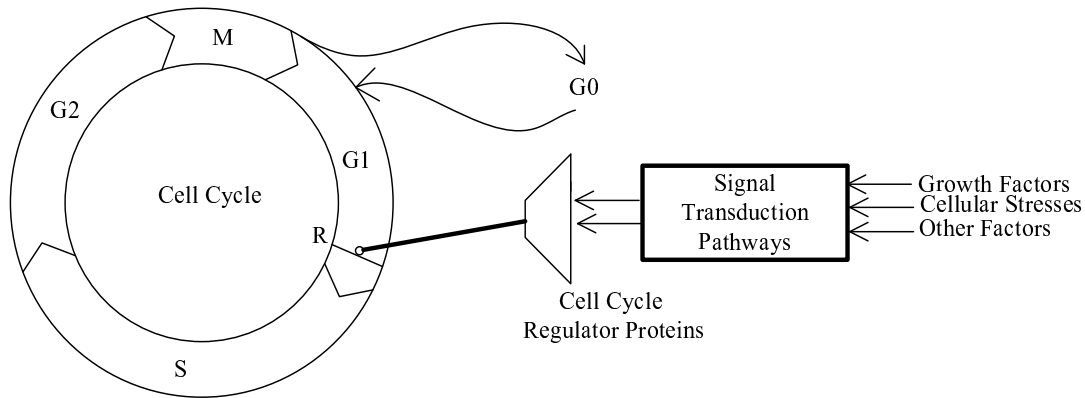 M
G2
G1
G0
Cell Cycle
R
S
Cell Cycle
Regulator Proteins
Signal
Transduction
Pathways
Growth Factors
Cellular Stresses
Other Factors